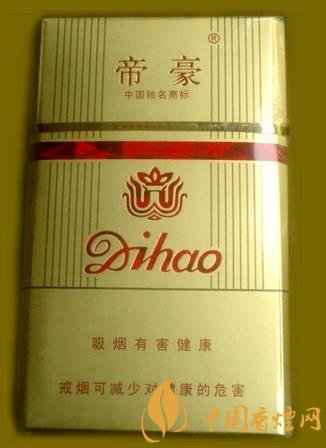 帝豪®
中国驰名商标
Dihao
吸烟有害健康
戒烟可减少对健康的危害
中国香烟网